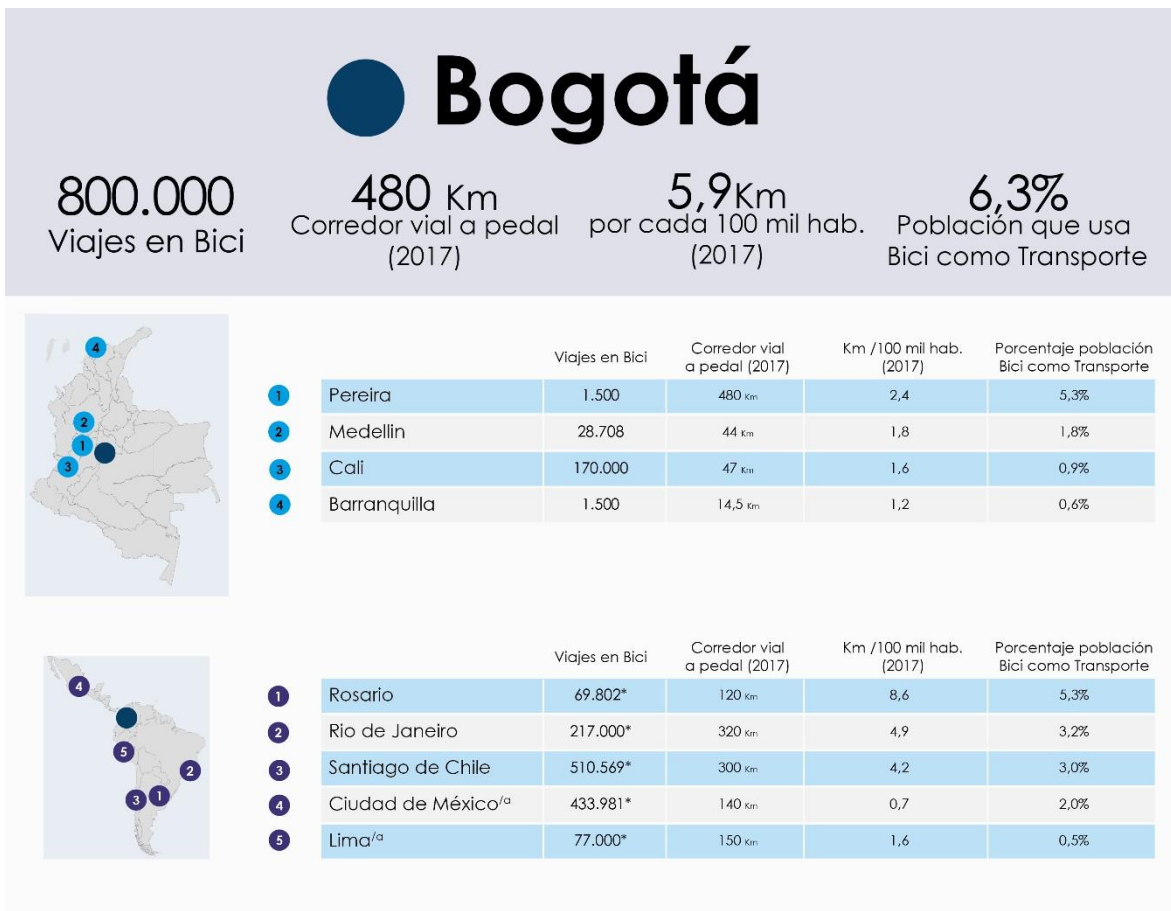 Bogotá
800.000
Viajes en Bici
480 Km
Corredor vial a pedal
(2017)
5,9Km
por cada 100 mil hab.
(2017)
6,3%
Población que usa
Bici como Transporte
4
2
1
3
Viajes en Bici
Corredor vial
a pedal (2017)
Km /100 mil hab.
(2017)
Porcentaje población
Bici como Transporte
1 Pereira 1.500 480 Km 2,4 5,3%
2 Medellin 28.708 44 Km 1,8 1,8%
3 Cali 170.000 47 Km 1,6 0,9%
4 Barranquilla 1.500 14,5 Km 1,2 0,6%
4
5
2
3 1
Viajes en Bici
Corredor vial
a pedal (2017)
Km /100 mil hab.
(2017)
Porcentaje población
Bici como Transporte
1 Rosario 69.802* 120 Km 8,6 5,3%
2 Rio de Janeiro 217.000* 320 Km 4,9 3,2%
3 Santiago de Chile 510.569* 300 Km 4,2 3,0%
4 Ciudad de México/a 433.981* 140 Km 0,7 2,0%
5 Lima/a 77.000* 150 Km 1,6 0,5%